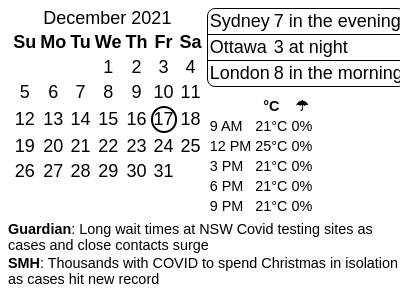 December 2021
Su Mo Tu We Th Fr Sa
1 2 3 4
5 6 7 8 9 10 11
12 13 14 15 16 17 18
19 20 21 22 23 24 25
26 27 28 29 30 31
Sydney 7 in the evening
Ottawa 3 at night
London 8 in the morning
°C ☂
9 AM 21°C 0%
12 PM 25°C 0%
3 PM 21°C 0%
6 PM 21°C 0%
9 PM 21°C 0%
Guardian: Long wait times at NSW Covid testing sites as
cases and close contacts surge
SMH: Thousands with COVID to spend Christmas in isolation
as cases hit new record